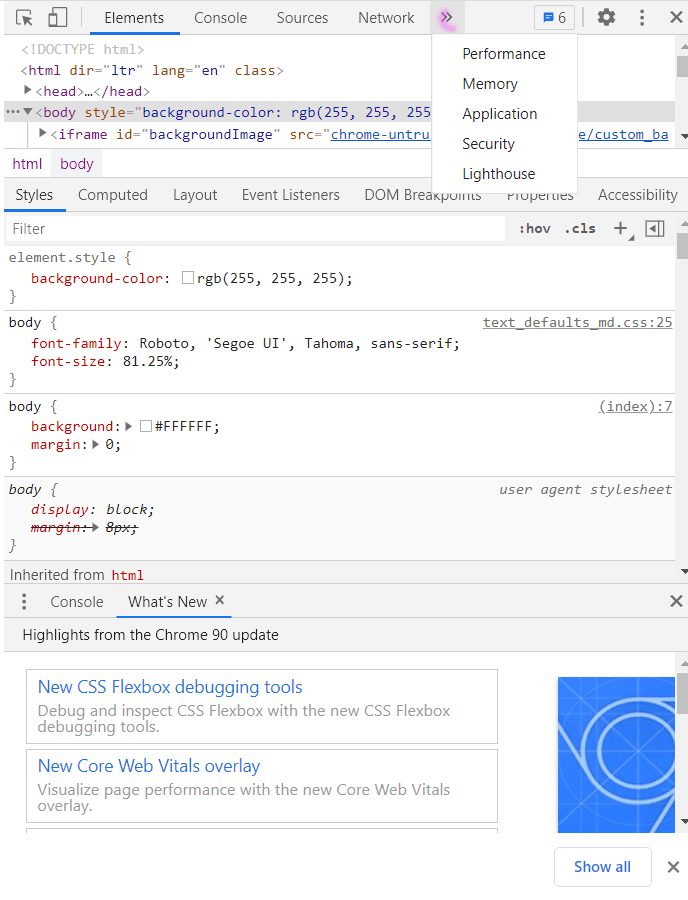 Elements Console Sources Network 6
<!DOCTYPE html>
<html dir="ltr" lang="en" class>
<head>…</head>
<body style="background-color: rgb(255, 255, 255
<iframe id="backgroundImage" src="chrome-untru e/custom_ba
Performance
Memory
Application
Security
Lighthouse
html body
Styles Computed Layout Event Listeners DOM Breakpoints Properties Accessibility
Filter :hov .cls
element.style {
background-color: rgb(255, 255, 255);
}
body { text_defaults_md.css:25
font-family: Roboto, 'Segoe UI', Tahoma, sans-serif;
font-size: 81.25%;
}
body { (index):7
background: #FFFFFF;
margin: 0;
}
body { user agent stylesheet
display: block;
margin: 8px;
}
Inherited from html
Console What's New
Highlights from the Chrome 90 update
New CSS Flexbox debugging tools
Debug and inspect CSS Flexbox with the new CSS Flexbox
debugging tools.
New Core Web Vitals overlay
Visualize page performance with the new Core Web Vitals
overlay.
Show all